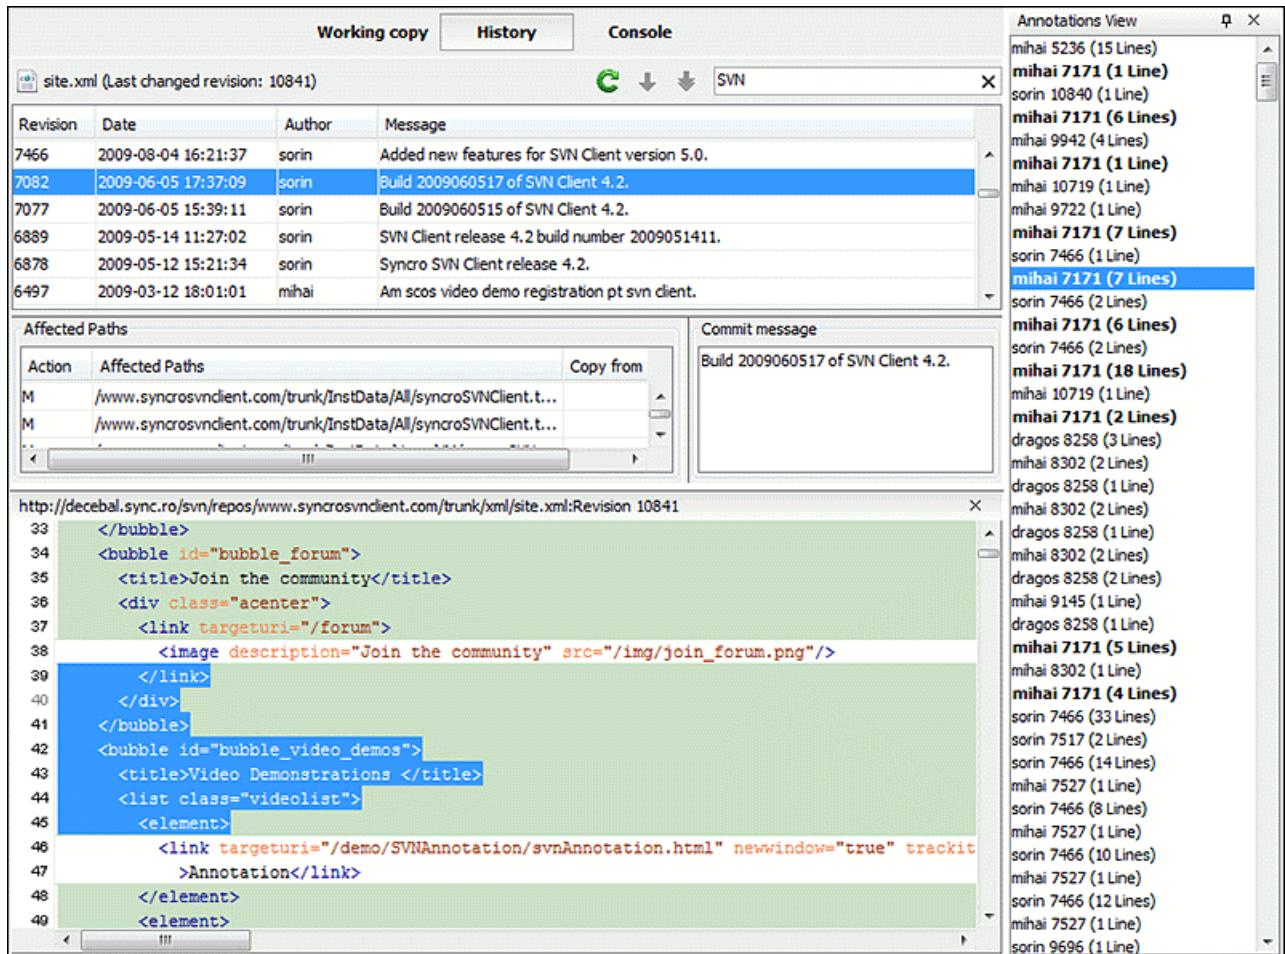 Working copy History Console
site.xml (Last changed revision: 10841) SVN
Revision Date Author Message
7466 2009-08-04 16:21:37 sorin Added new features for SVN Client version 5.0.
7082 2009-06-05 17:37:09 sorin Build 2009060517 of SVN Client 4.2.
7077 2009-06-05 15:39:11 sorin Build 2009060515 of SVN Client 4.2.
6889 2009-05-14 11:27:02 sorin SVN Client release 4.2 build number 2009051411.
6878 2009-05-12 15:21:34 sorin Syncro SVN Client release 4.2.
6497 2009-03-12 18:01:01 mihai Am scos video demo registration pt svn client.
Affected Paths
Action Affected Paths Copy from
M /www.syncrosvnclient.com/trunk/InstData/All/syncroSVNClient.t...
M /www.syncrosvnclient.com/trunk/InstData/All/syncroSVNClient.t...
Commit message
Build 2009060517 of SVN Client 4.2.
http://decebal.sync.ro/svn/repos/www.syncrosvnclient.com/trunk/xml/site.xml:Revision 10841
33 </bubble>
34 <bubble id="bubble_forum">
35 <title>Join the community</title>
36 <div class="acenter">
37 <link targeturi="/forum">
38 <image description="Join the community" src="/img/join_forum.png"/>
39 </link>
40 </div>
41 </bubble>
42 <bubble id="bubble_video_demos">
43 <title>Video Demonstrations </title>
44 <list class="videolist">
45 <element>
46 <link targeturi="/demo/SVNAnnotation/svnAnnotation.html" newwindow="true" trackit
47 >Annotation</link>
48 </element>
49 <element>
Annotations View
mihai 5236 (15 Lines)
mihai 7171 (1 Line)
sorin 10840 (1 Line)
mihai 7171 (6 Lines)
mihai 9942 (4 Lines)
mihai 7171 (1 Line)
mihai 10719 (1 Line)
mihai 9722 (1 Line)
mihai 7171 (7 Lines)
sorin 7466 (1 Line)
mihai 7171 (7 Lines)
sorin 7466 (2 Lines)
mihai 7171 (6 Lines)
sorin 7466 (2 Lines)
mihai 7171 (18 Lines)
mihai 10719 (1 Line)
mihai 7171 (2 Lines)
dragos 8258 (3 Lines)
mihai 8302 (2 Lines)
dragos 8258 (1 Line)
mihai 8302 (2 Lines)
dragos 8258 (1 Line)
mihai 8302 (2 Lines)
dragos 8258 (2 Lines)
mihai 9145 (1 Line)
dragos 8258 (1 Line)
mihai 7171 (5 Lines)
mihai 8302 (1 Line)
mihai 7171 (4 Lines)
sorin 7466 (33 Lines)
sorin 7517 (2 Lines)
sorin 7466 (14 Lines)
mihai 7527 (1 Line)
sorin 7466 (8 Lines)
mihai 7527 (1 Line)
sorin 7466 (10 Lines)
mihai 7527 (1 Line)
sorin 7466 (12 Lines)
mihai 7527 (1 Line)
sorin 9696 (1 Line)